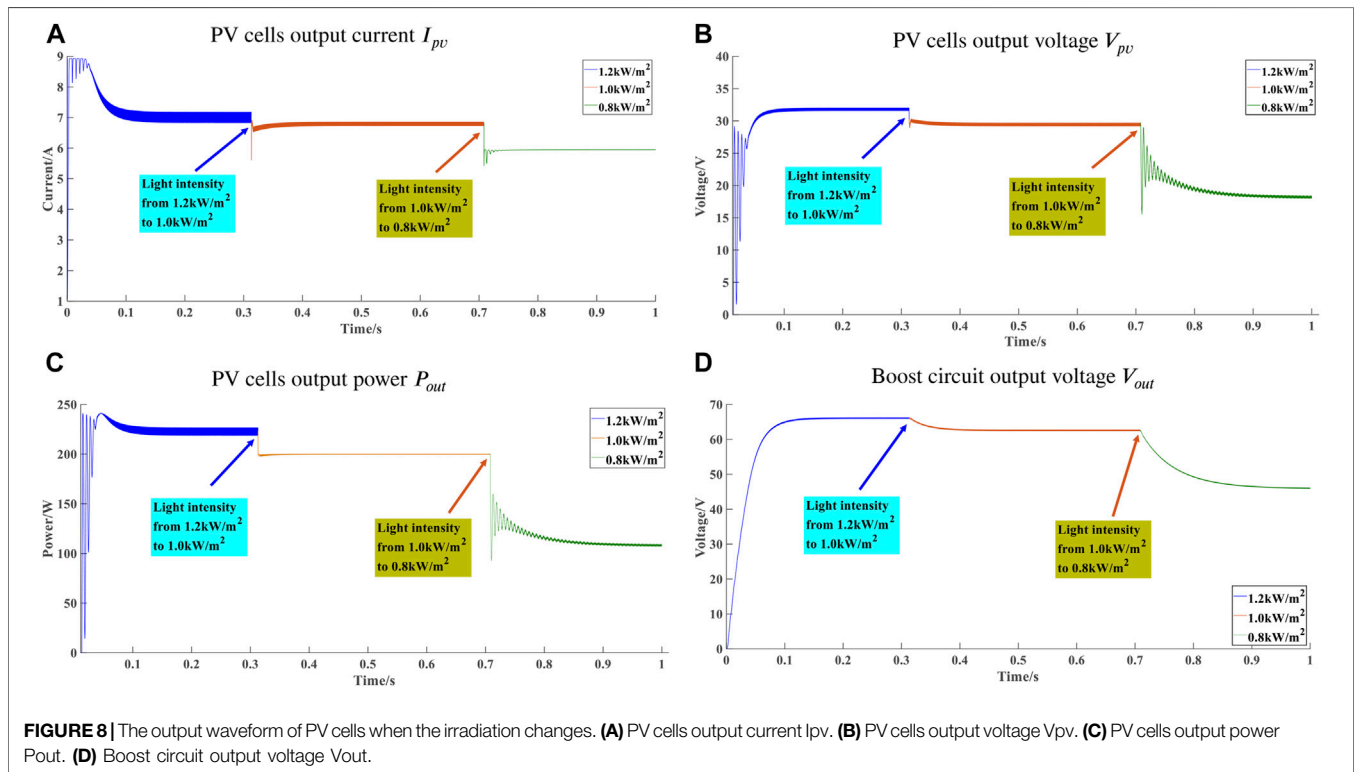 A
PV cells output current Ipv
9
8
7
6
5
4
3
2
1
Current/A
0
0.1
0.2
0.3
0.4
0.5
0.6
0.7
0.8
0.9
1
Time/s
1.2kW/m²
1.0kW/m²
0.8kW/m²
Light intensity
from 1.2kW/m²
to 1.0kW/m²
Light intensity
from 1.0kW/m²
to 0.8kW/m²
B
PV cells output voltage Vpv
40
35
30
25
20
15
10
5
0
Voltage/V
0.1
0.2
0.3
0.4
0.5
0.6
0.7
0.8
0.9
1
Time/s
1.2kW/m²
1.0kW/m²
0.8kW/m²
Light intensity
from 1.2kW/m²
to 1.0kW/m²
Light intensity
from 1.0kW/m²
to 0.8kW/m²
C
PV cells output power Pout
250
200
150
100
50
0
Power/W
0.1
0.2
0.3
0.4
0.5
0.6
0.7
0.8
0.9
1
Time/s
1.2kW/m²
1.0kW/m²
0.8kW/m²
Light intensity
from 1.2kW/m²
to 1.0kW/m²
Light intensity
from 1.0kW/m²
to 0.8kW/m²
D
Boost circuit output voltage Vout
70
60
50
40
30
20
10
0
Voltage/V
0
0.1
0.2
0.3
0.4
0.5
0.6
0.7
0.8
0.9
1
Time/s
1.2kW/m²
1.0kW/m²
0.8kW/m²
Light intensity
from 1.2kW/m²
to 1.0kW/m²
Light intensity
from 1.0kW/m²
to 0.8kW/m²
FIGURE 8 | The output waveform of PV cells when the irradiation changes. (A) PV cells output current Ipv. (B) PV cells output voltage Vpv. (C) PV cells output power
Pout. (D) Boost circuit output voltage Vout.